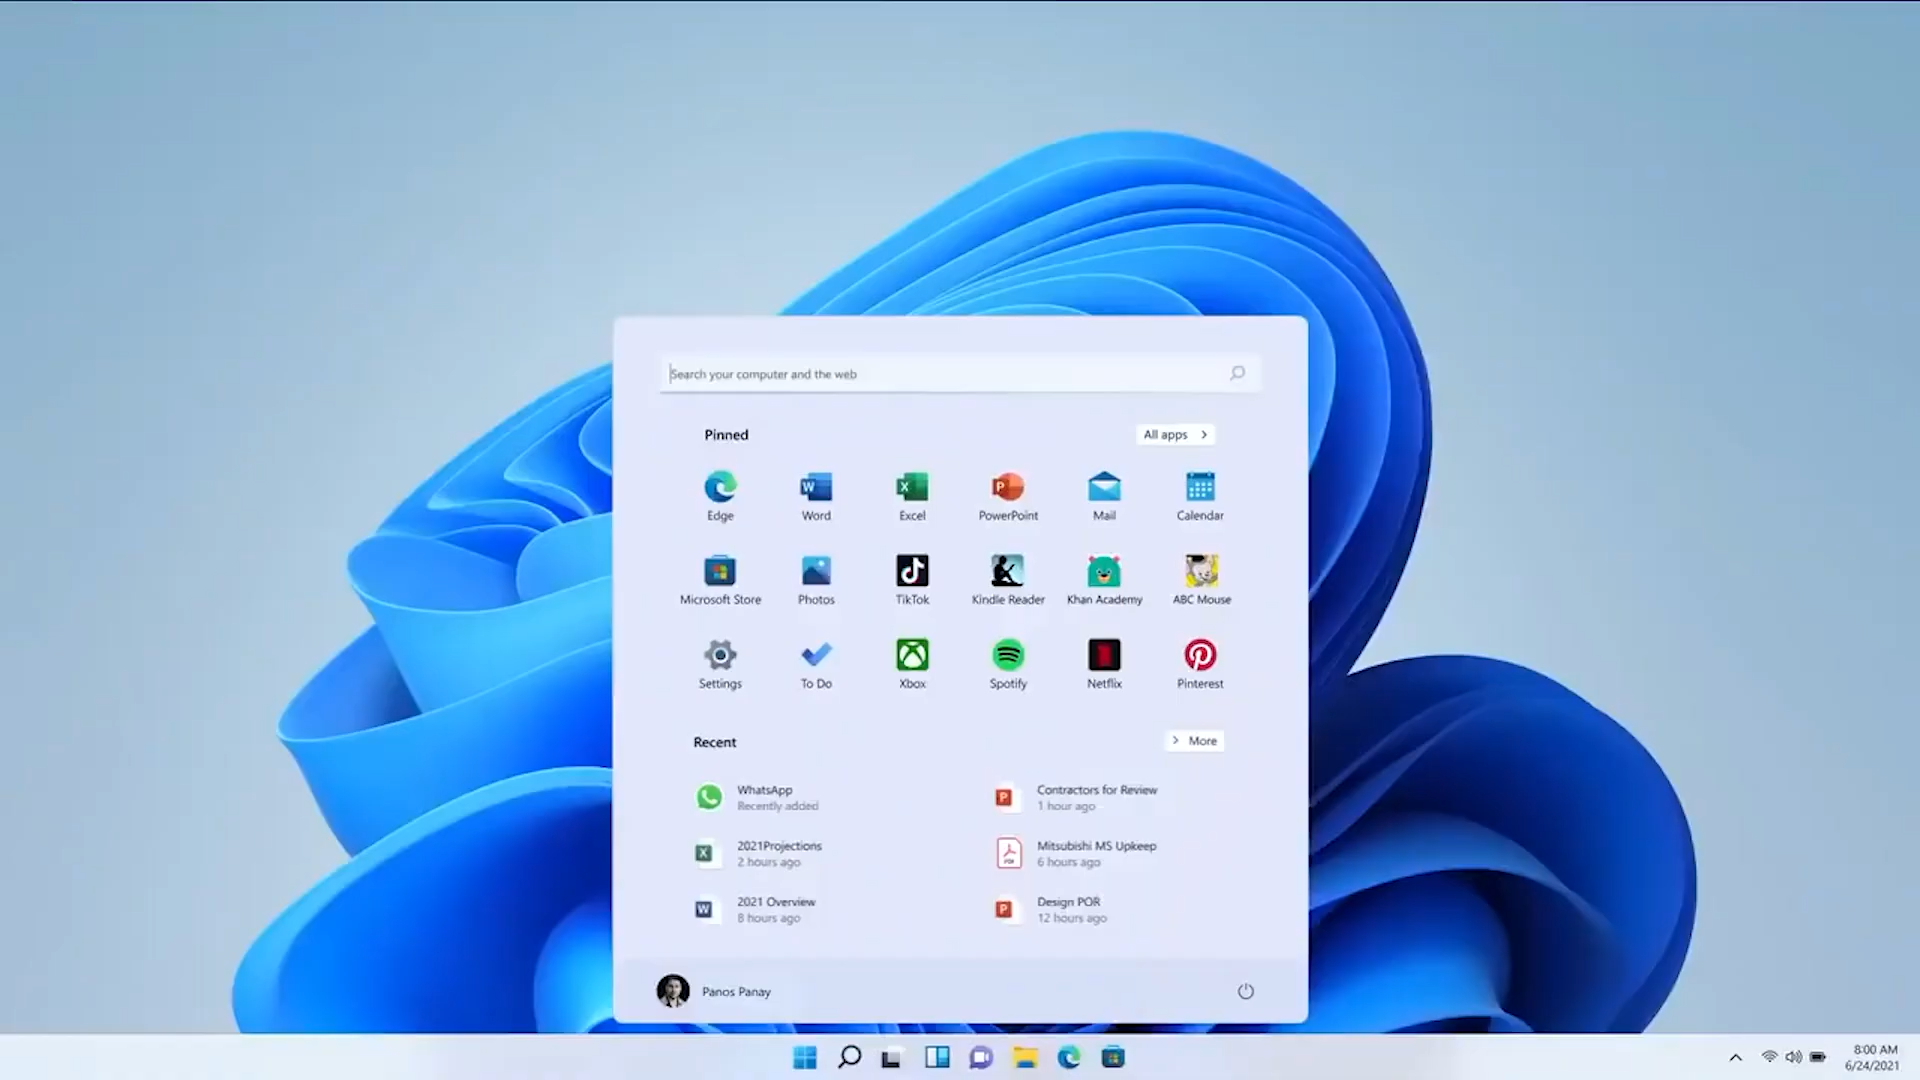 Search your computer and the web
Pinned
All apps
Edge
Word
Excel
PowerPoint
Mail
Calendar
Microsoft Store
Photos
TikTok
Kindle Reader
Khan Academy
ABC Mouse
Settings
To Do
Xbox
Spotify
Netflix
Pinterest
Recent
More
WhatsApp
Recently added
Contractors for Review
1 hour ago
2021Projections
2 hours ago
Mitsubishi MS Upkeep
6 hours ago
2021 Overview
8 hours ago
Design POR
12 hours ago
Panos Panay
8:00 AM
6/24/2021